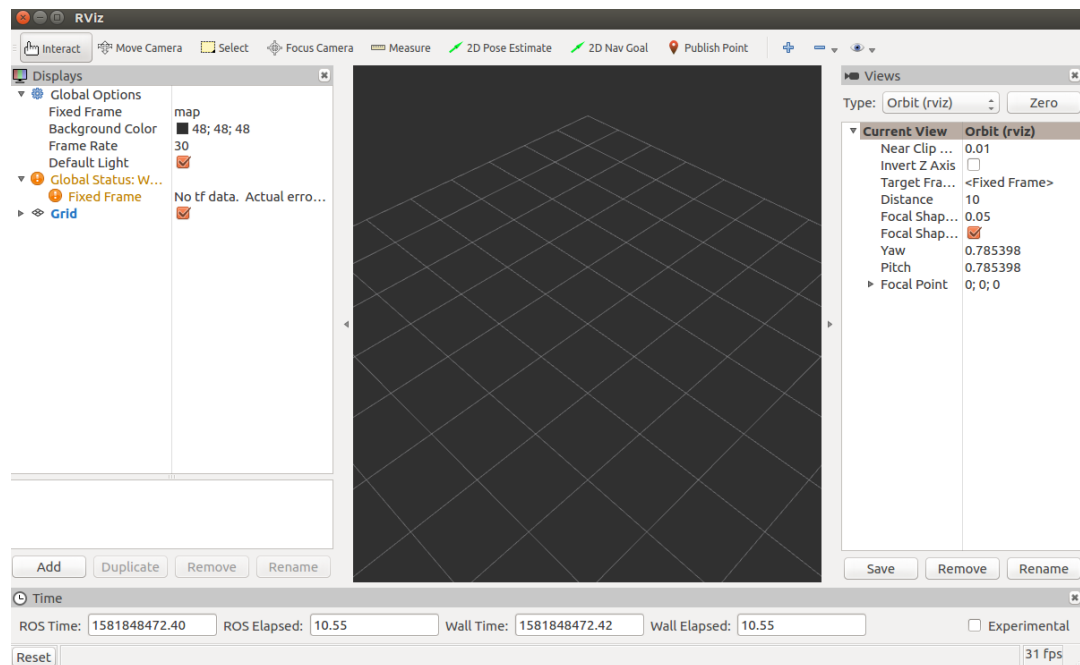 RViz
Interact Move Camera Select Focus Camera Measure 2D Pose Estimate 2D Nav Goal Publish Point
Displays
Global Options
Fixed Frame map
Background Color 48; 48; 48
Frame Rate 30
Default Light
Global Status: W...
Fixed Frame No tf data. Actual erro...
Grid
Add Duplicate Remove Rename
Views
Type: Orbit (rviz) Zero
Current View Orbit (rviz)
Near Clip ... 0.01
Invert Z Axis
Target Fra... <Fixed Frame>
Distance 10
Focal Shap... 0.05
Focal Shap...
Yaw 0.785398
Pitch 0.785398
Focal Point 0; 0; 0
Save Remove Rename
Time
ROS Time: 1581848472.40 ROS Elapsed: 10.55 Wall Time: 1581848472.42 Wall Elapsed: 10.55 Experimental
Reset 31 fps